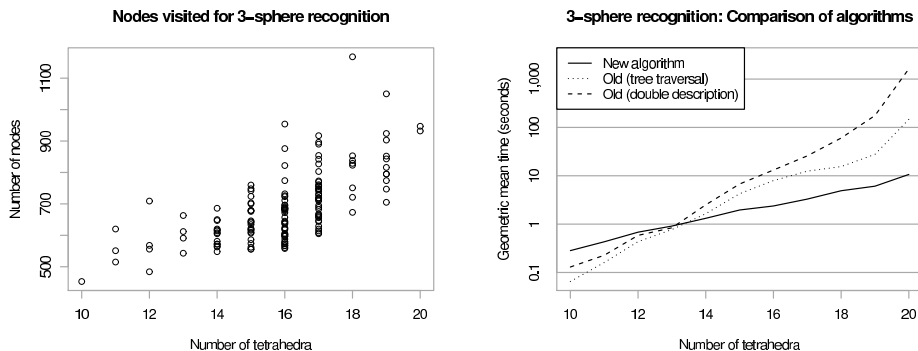 Nodes visited for 3−sphere recognition
Number of nodes
1100
900
700
500
10 12 14 16 18 20
Number of tetrahedra
3−sphere recognition: Comparison of algorithms
New algorithm
Old (tree traversal)
Old (double description)
Geometric mean time (seconds)
1,000
100
10
1
0.1
10 12 14 16 18 20
Number of tetrahedra